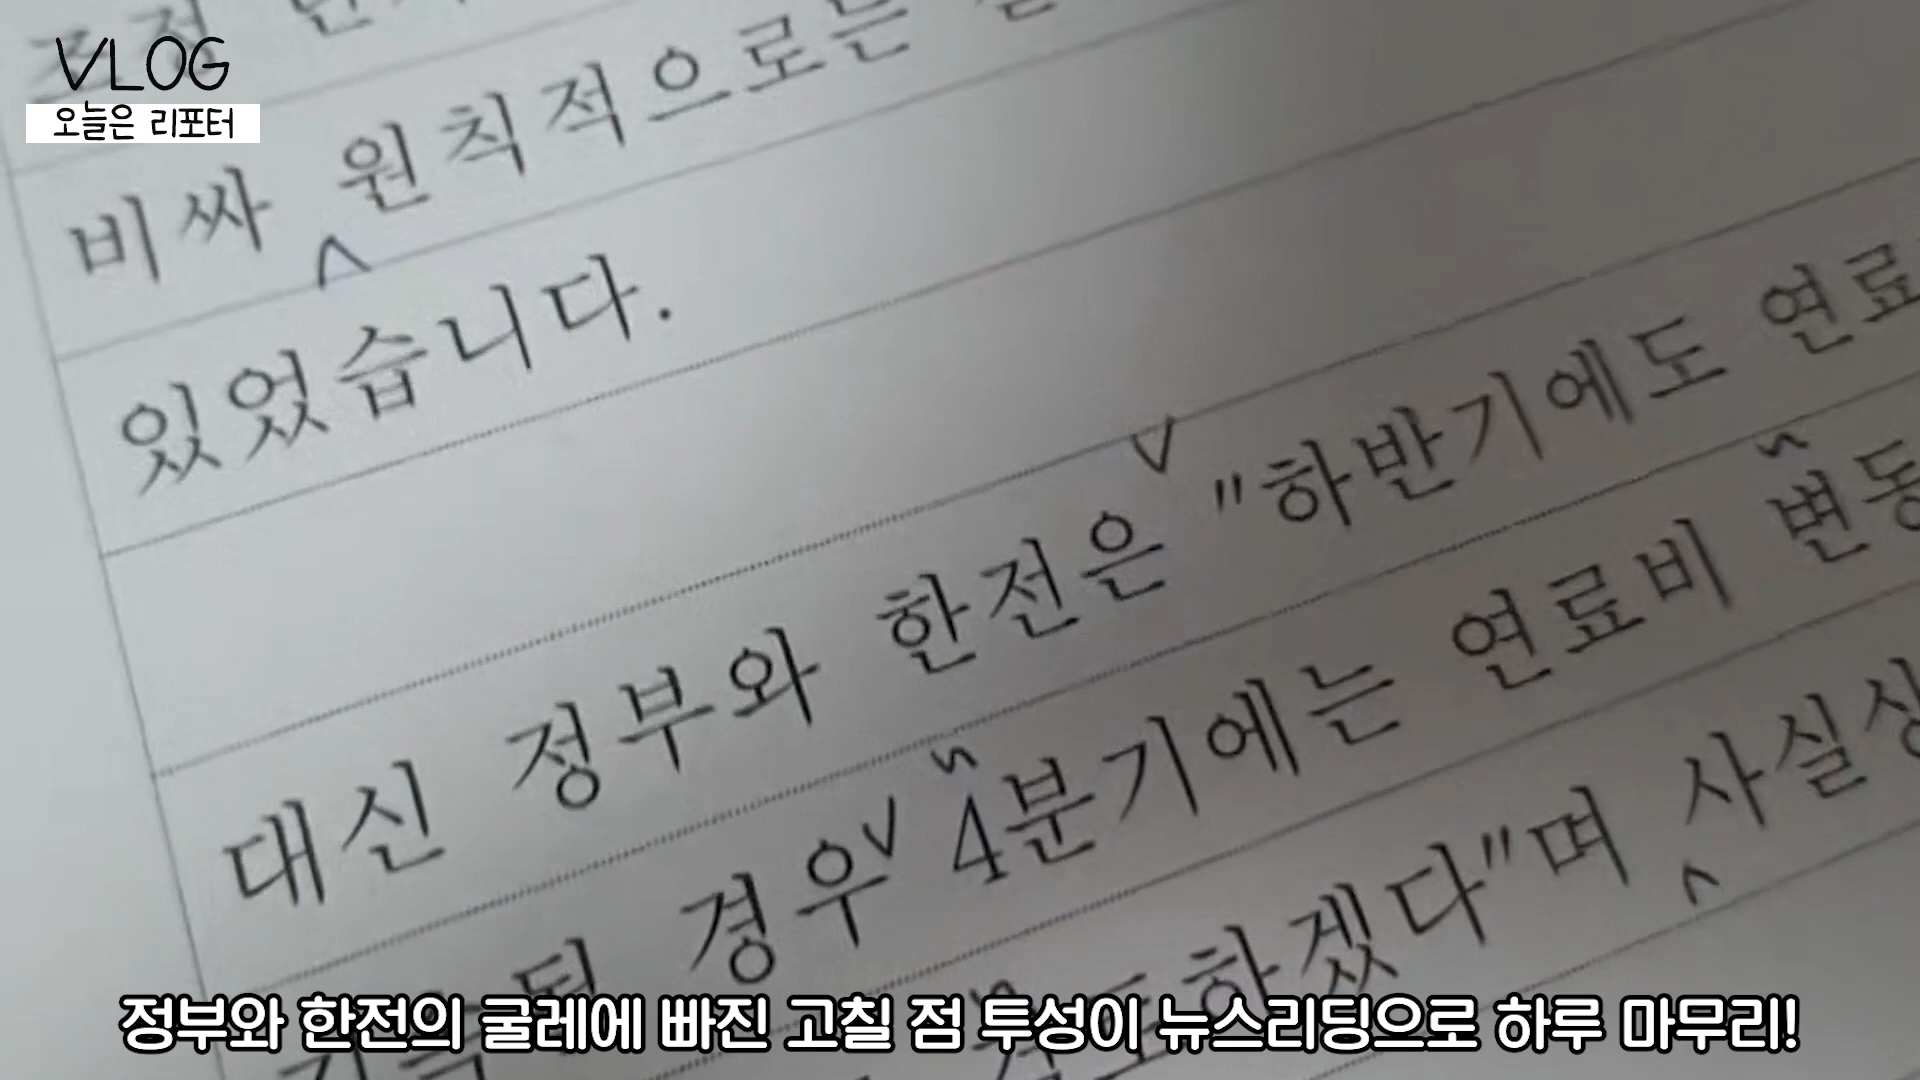 VLOG
오늘은 리포터
비싸 원칙적으로는
있었습니다.
대신 정부와 한전은 "하반기에도 연료
경우 4분기에는 연료비 변동
하겠다"며 사실상
정부와 한전의 굴레에 빠진 고칠 점 투성이 뉴스리딩으로 하루 마무리!